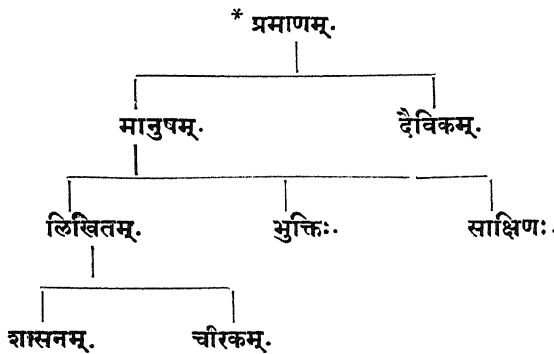 * प्रमाणम्.
मानुषम्. दैविकम्.
लिखितम्. भुक्तिः. साक्षिणः.
शासनम्. चीरकम्.